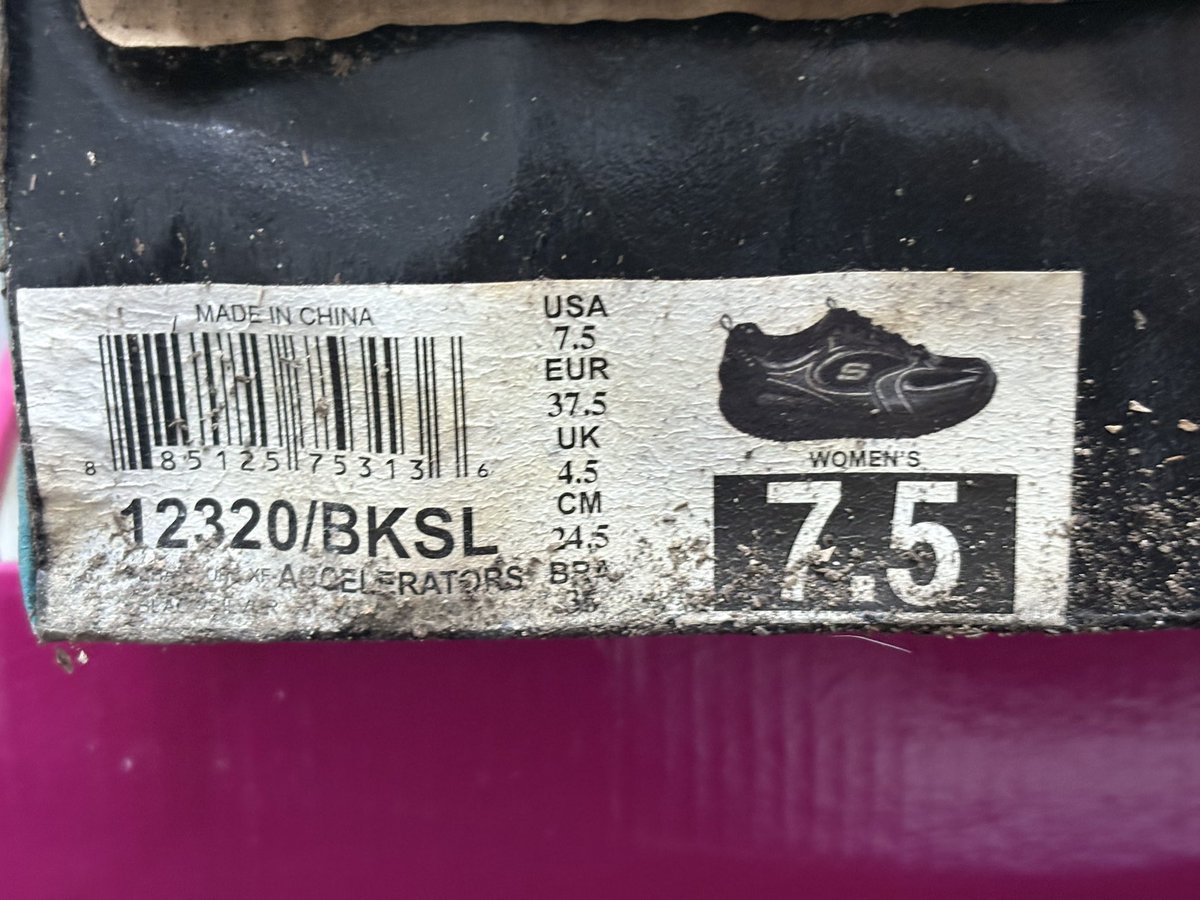 MADE IN CHINA
8 85125 75313 6
12320/BKSL
ACCELERATORS
USA
7.5
EUR
37.5
UK
4.5
CM
24.5
BRA
S
WOMEN'S
7.5